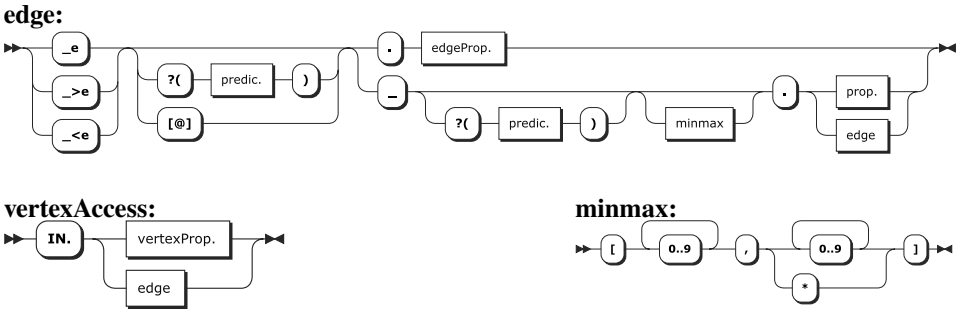 edge:
_e . edgeProp.
_>e ?( predic. ) _ prop.
[@] ?( predic. ) minmax . edge
_<e
vertexAccess: minmax:
IN. vertexProp. [ 0..9 , 0..9 ]
edge *